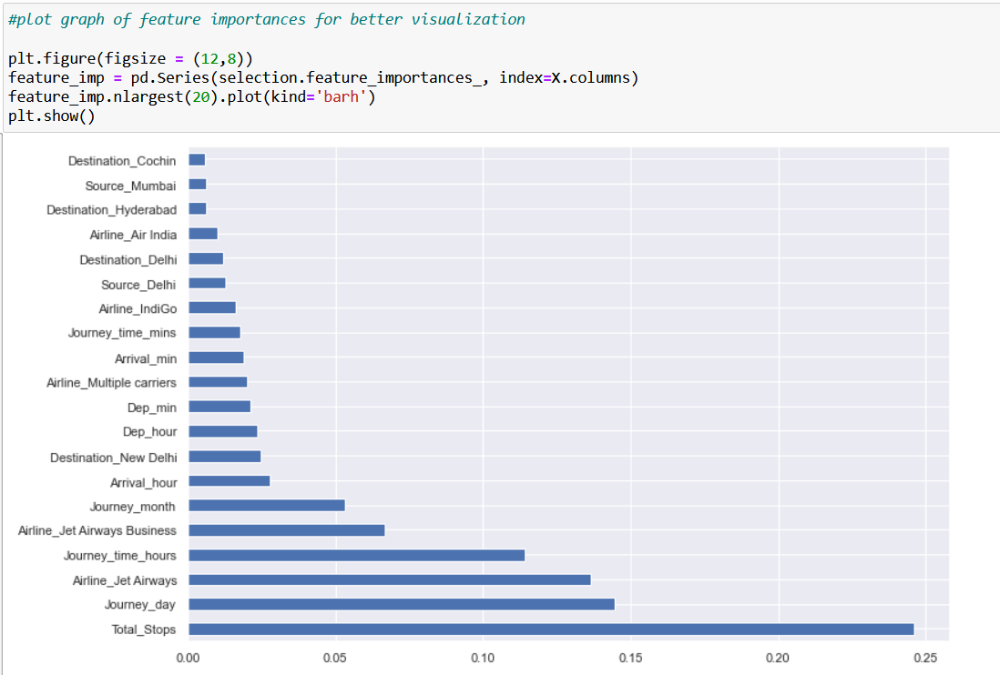 #plot graph of feature importances for better visualization
plt.figure(figsize = (12,8))
feature_imp = pd.Series(selection.feature_importances_, index=X.columns)
feature_imp.nlargest(20).plot(kind='barh')
plt.show()
Destination_Cochin
Source_Mumbai
Destination_Hyderabad
Airline_Air India
Destination_Delhi
Source_Delhi
Airline_IndiGo
Journey_time_mins
Arrival_min
Airline_Multiple carriers
Dep_min
Dep_hour
Destination_New Delhi
Arrival_hour
Journey_month
Airline_Jet Airways Business
Journey_time_hours
Airline_Jet Airways
Journey_day
Total_Stops
0.00 0.05 0.10 0.15 0.20 0.25